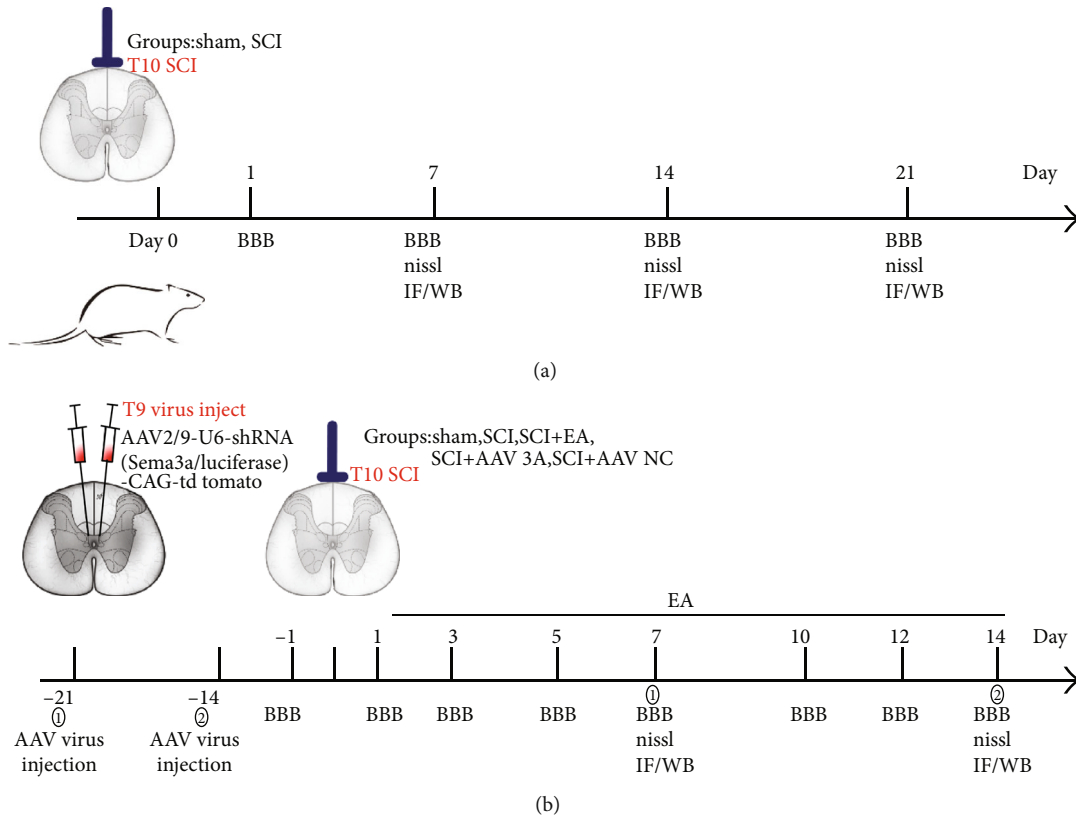 Groups:sham, SCI
T10 SCI
1 7 14 21 Day
Day 0 BBB BBB BBB BBB
nissl nissl nissl
IF/WB IF/WB IF/WB
(a)
T9 virus inject
AAV2/9-U6-shRNA
(Sema3a/luciferase)
-CAG-td tomato
Groups:sham,SCI,SCI+EA,
SCI+AAV 3A,SCI+AAV NC
T10 SCI
EA
−1 1 3 5 7 10 12 14 Day
−21 −14
① ② ① ②
BBB BBB BBB BBB BBB BBB BBB BBB
AAV virus AAV virus nissl nissl
injection injection IF/WB IF/WB
(b)